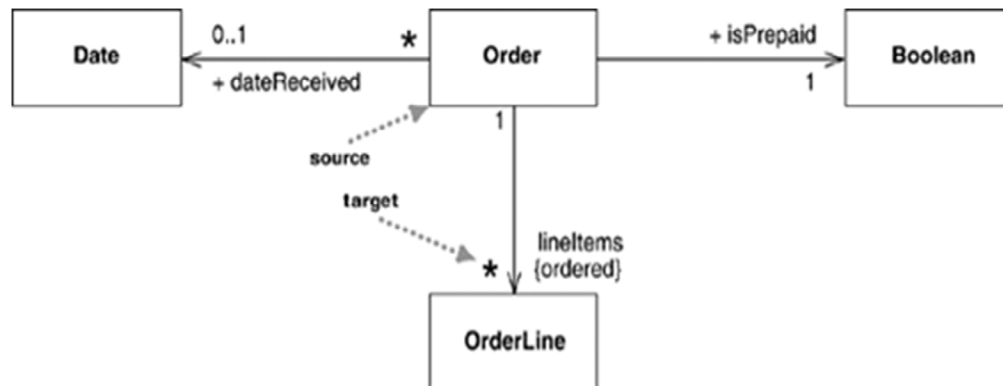 Date
0..1
*
+ dateReceived
Order
+ isPrepaid
1
Boolean
1
source
target
*
lineItems
{ordered}
OrderLine